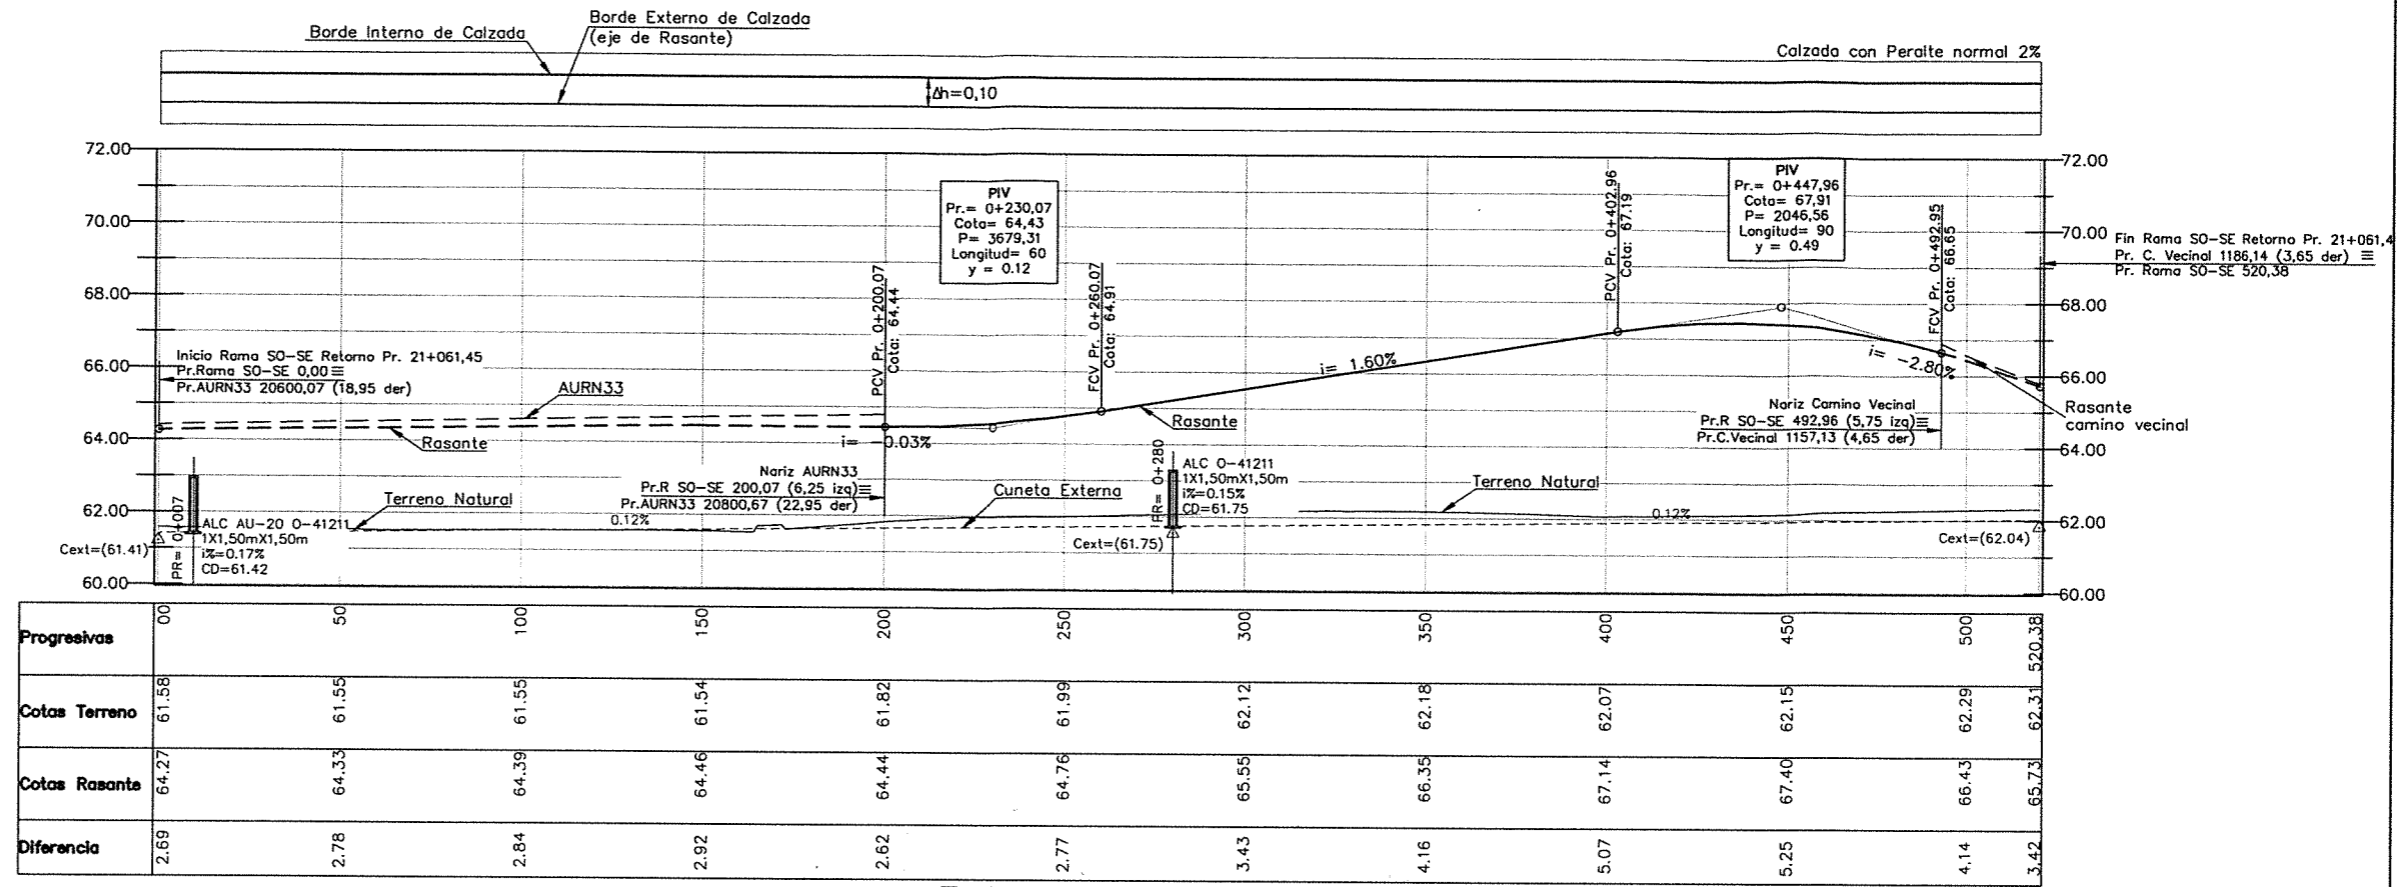 Borde Externo de Calzada
(eje de Rasante)
Borde Interno de Calzada
Calzada con Peralte normal 2%
Δh=0,10
72.00
70.00
68.00
66.00
64.00
62.00
60.00
Inicio Rama SO-SE Retorno Pr. 21+061,45
Pr.Rama SO-SE 0,00≡
Pr.AURN33 20600,07 (18,95 der)
AURN33
Rasante
Terreno Natural
PR= 0+007
ALC AU-20 O-41211
1X1,50mX1,50m
i%=0.17%
CD=61.42
Cext=(61.41)
0.12%
PCV Pr. 0+200.07
Cota: 64.44
i= -0.03%
Nariz AURN33
Pr.R SO-SE 200,07 (6,25 izq)≡
Pr.AURN33 20800,67 (22,95 der)
PIV
Pr.= 0+230,07
Cota= 64,43
P= 3679,31
Longitud= 60
y = 0.12
FCV Pr. 0+260.07
Cota: 64.91
Cuneta Externa
Rasante
PR= 0+280
ALC O-41211
1X1,50mX1,50m
i%=0.15%
CD=61.75
Cext=(61.75)
i= 1.60%
Terreno Natural
0.12%
PCV Pr. 0+402.96
Cota: 67.19
PIV
Pr.= 0+447,96
Cota= 67,91
P= 2046,56
Longitud= 90
y = 0.49
i= -2.80%
FCV Pr. 0+492.95
Cota: 66.65
Nariz Camino Vecinal
Pr.R SO-SE 492,96 (5,75 izq)≡
Pr.C.Vecinal 1157,13 (4,65 der)
Cext=(62.04)
72.00
70.00
68.00
66.00
64.00
62.00
60.00
Fin Rama SO-SE Retorno Pr. 21+061,4
Pr. C. Vecinal 1186,14 (3,65 der) ≡
Pr. Rama SO-SE 520,38
Rasante
camino vecinal
Progresivas 00 50 100 150 200 250 300 350 400 450 500 520.38
Cotas Terreno 61.58 61.55 61.55 61.54 61.82 61.99 62.12 62.18 62.07 62.15 62.29 62.31
Cotas Rasante 64.27 64.33 64.39 64.46 64.44 64.76 65.55 66.35 67.14 67.40 66.43 65.73
Diferencia 2.69 2.78 2.84 2.92 2.62 2.77 3.43 4.16 5.07 5.25 4.14 3.42